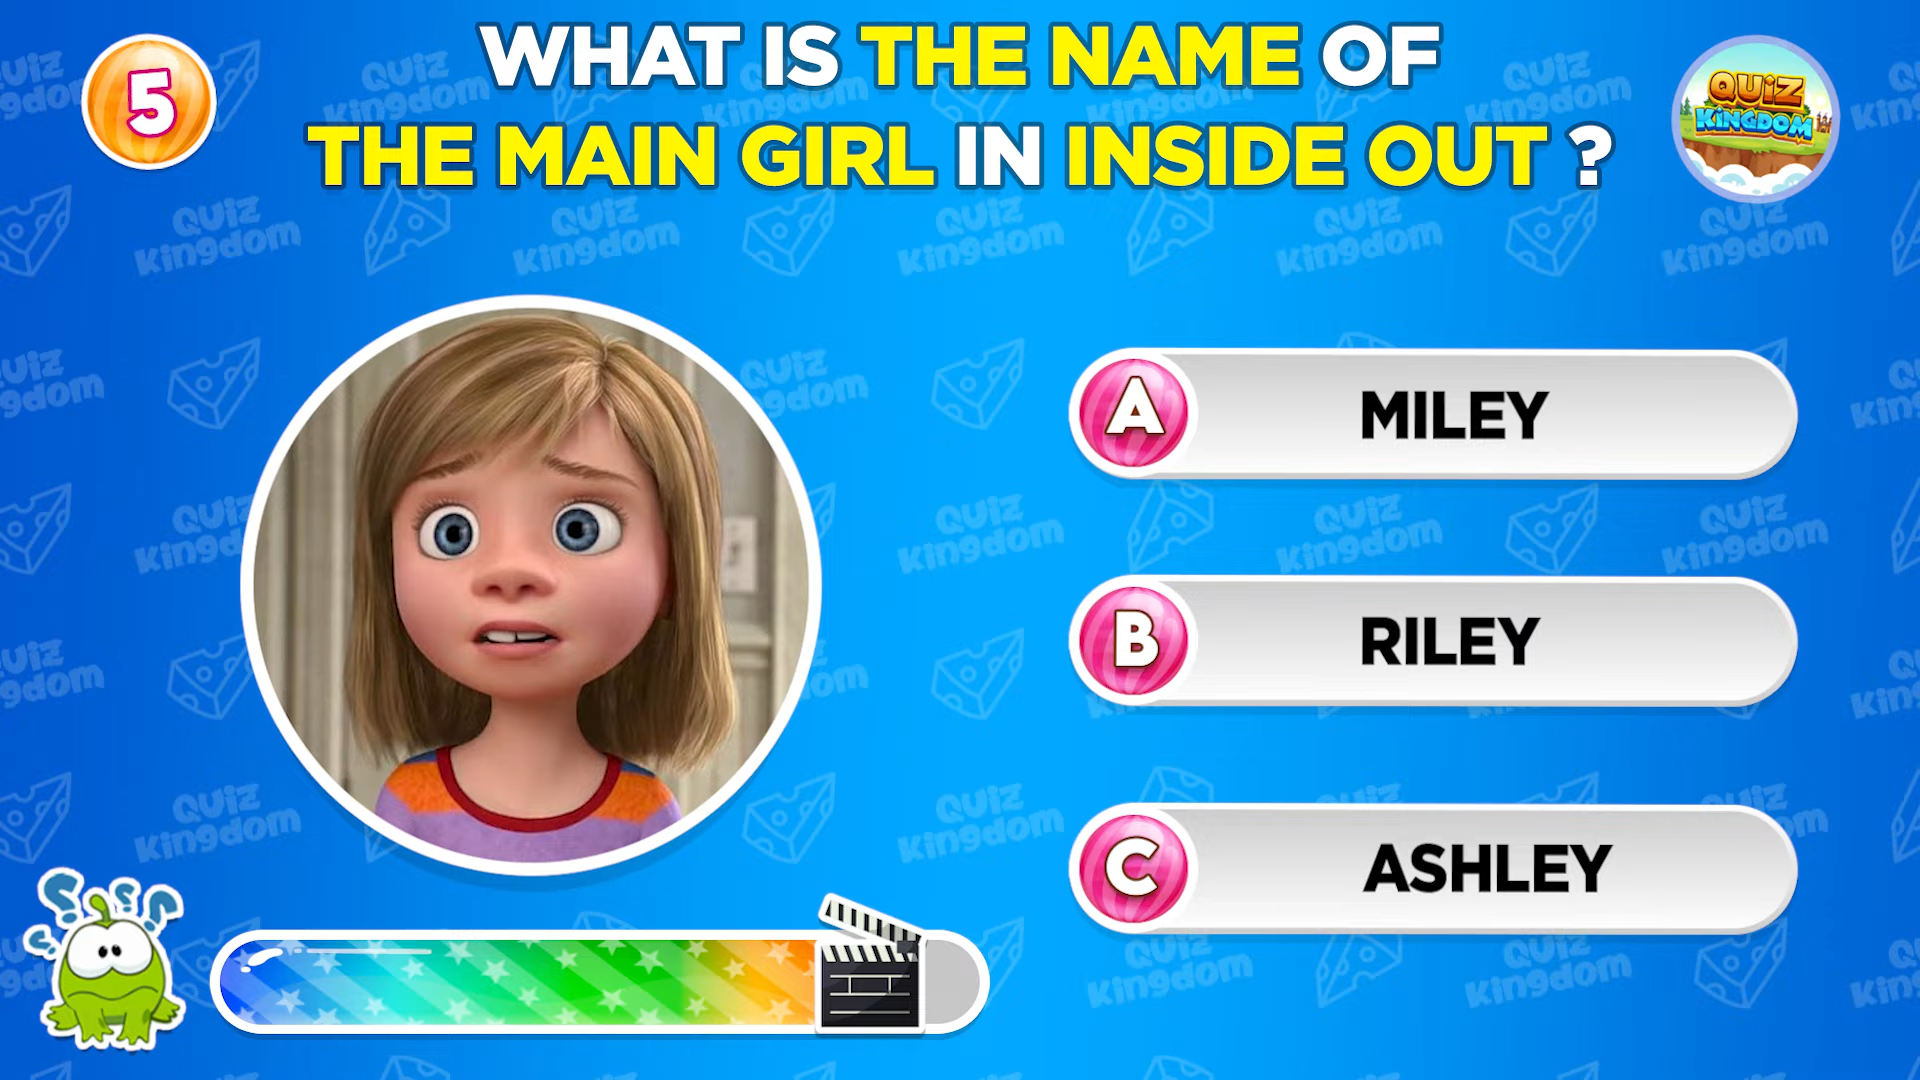 5
WHAT IS THE NAME OF
THE MAIN GIRL IN INSIDE OUT ?
QUIZ
KINGDOM
A MILEY
B RILEY
C ASHLEY